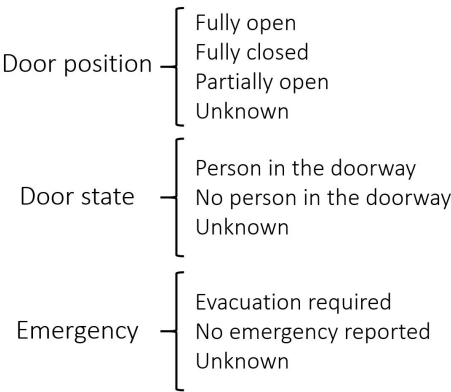 Door position
Fully open
Fully closed
Partially open
Unknown
Door state
Person in the doorway
No person in the doorway
Unknown
Emergency
Evacuation required
No emergency reported
Unknown